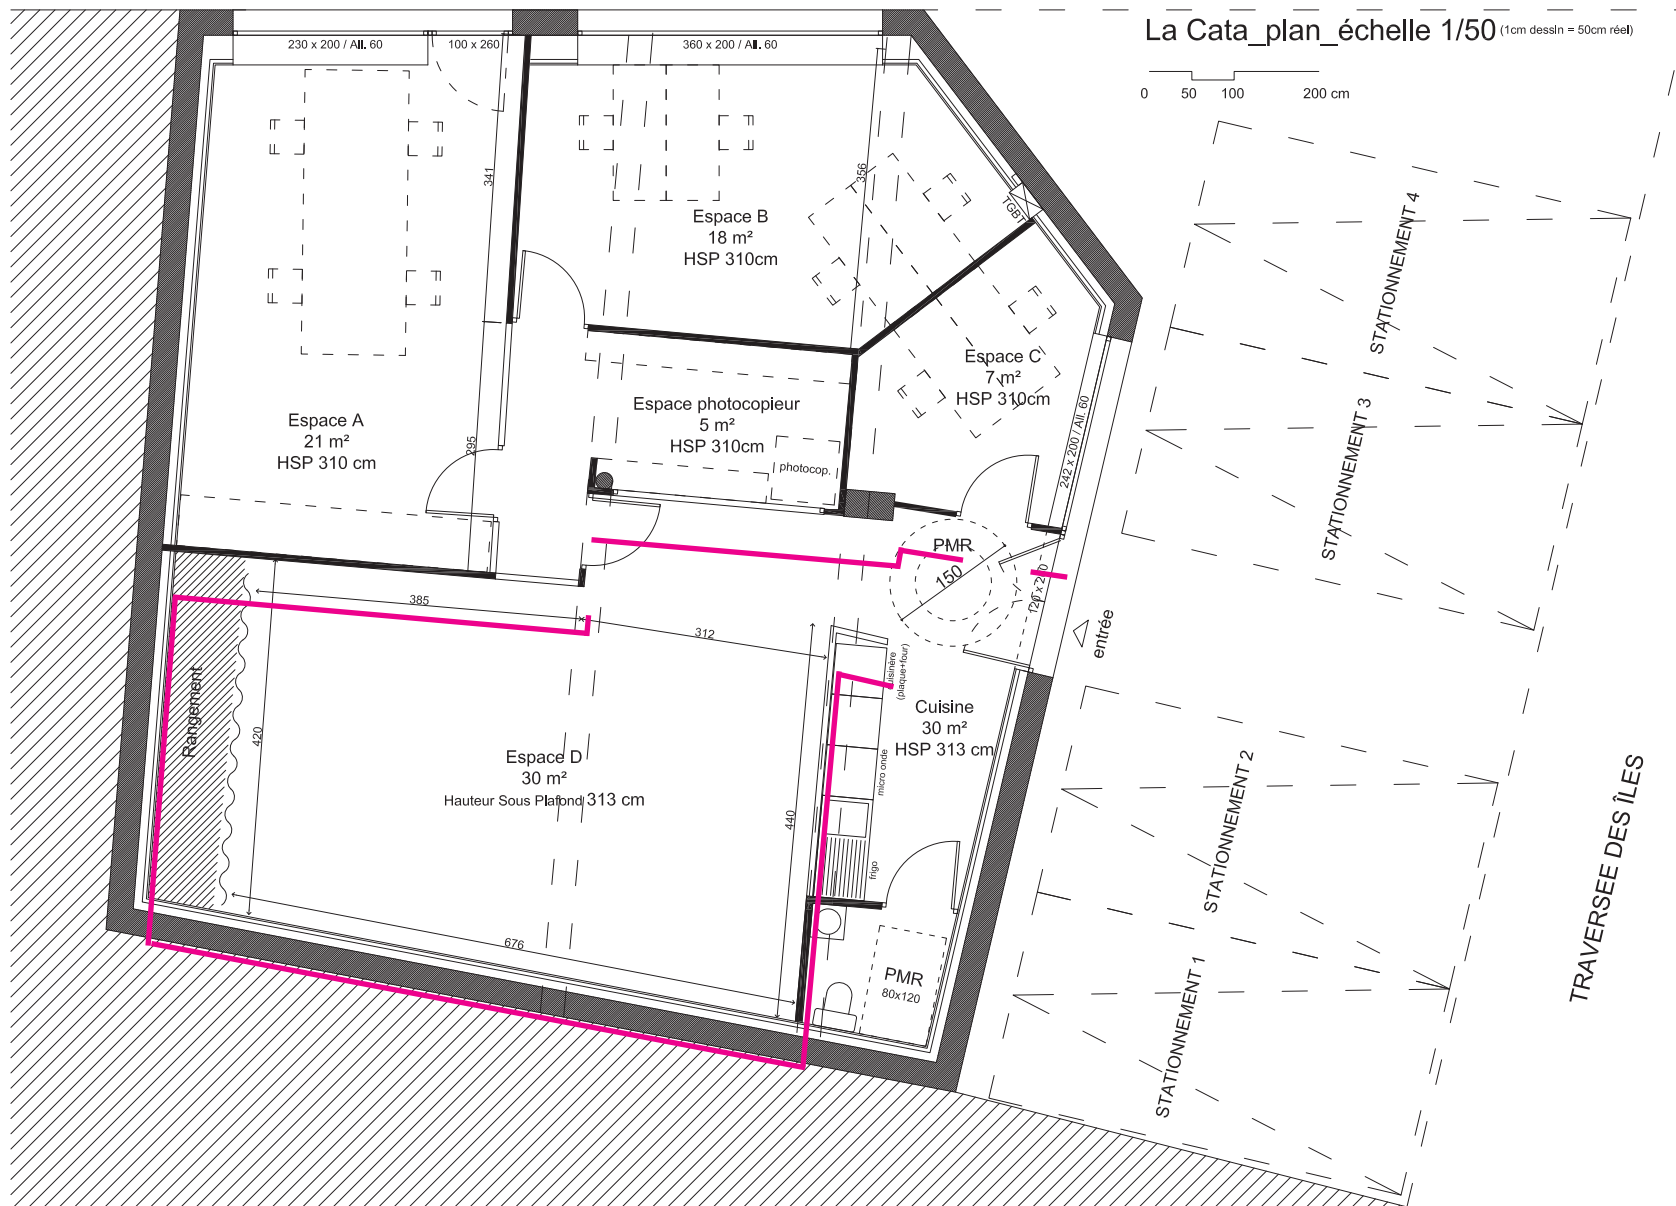 La Cata_plan_échelle 1/50 (1cm dessin = 50cm réel)
0 50 100 200 cm
230 x 200 / All. 60
100 x 260
360 x 200 / All. 60
341
356
TGBT
Espace B
18 m²
HSP 310cm
Espace C
7 m²
HSP 310cm
Espace photocopieur
5 m²
HSP 310cm
photocop.
Espace A
21 m²
HSP 310 cm
295
242 x 200 / All. 60
PMR
150
entrée
385
312
420
Rangement
Espace D
30 m²
Hauteur Sous Plafond 313 cm
440
676
(plaque+four)
micro onde
frigo
Cuisine
30 m²
HSP 313 cm
PMR
80x120
STATIONNEMENT 4
STATIONNEMENT 3
STATIONNEMENT 2
STATIONNEMENT 1
TRAVERSEE DES ÎLES